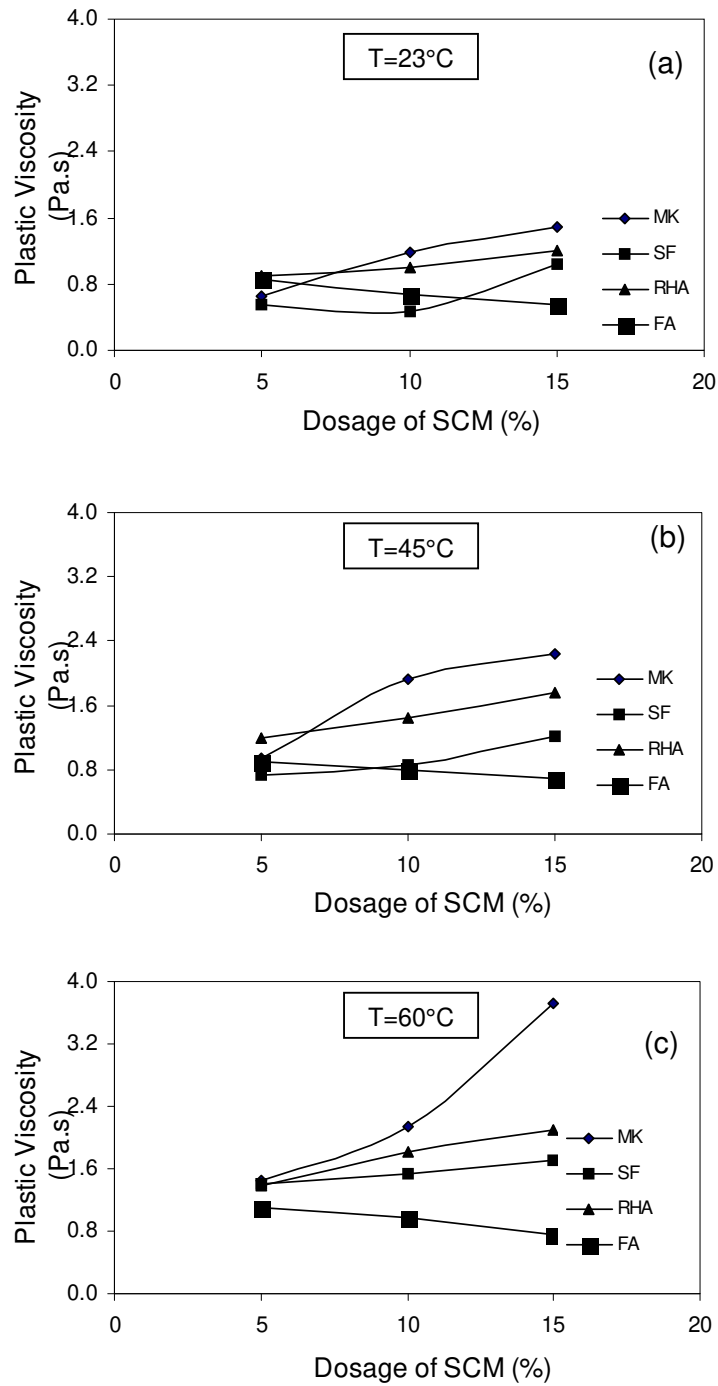 4.0
T=23°C
(a)
3.2
Plastic Viscosity
(Pa.s)
2.4
1.6
MK
SF
0.8
RHA
FA
0.0
0 5 10 15 20
Dosage of SCM (%)
4.0
T=45°C
(b)
3.2
Plastic Viscosity
(Pa.s)
2.4
1.6
MK
SF
0.8
RHA
FA
0.0
0 5 10 15 20
Dosage of SCM (%)
4.0
T=60°C
(c)
3.2
Plastic Viscosity
(Pa.s)
2.4
1.6
MK
SF
0.8
RHA
FA
0.0
0 5 10 15 20
Dosage of SCM (%)